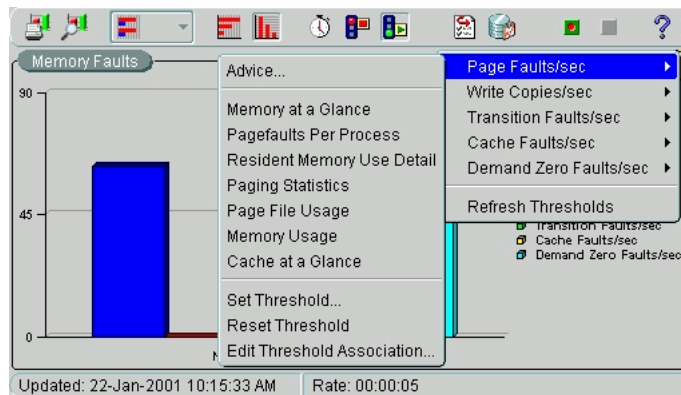 Memory Faults
90
45
0
Advice...
Memory at a Glance
Pagefaults Per Process
Resident Memory Use Detail
Paging Statistics
Page File Usage
Memory Usage
Cache at a Glance
Set Threshold...
Reset Threshold
Edit Threshold Association...
Page Faults/sec
Write Copies/sec
Transition Faults/sec
Cache Faults/sec
Demand Zero Faults/sec
Refresh Thresholds
Transition Faults/sec
Cache Faults/sec
Demand Zero Faults/sec
Updated: 22-Jan-2001 10:15:33 AM
Rate: 00:00:05